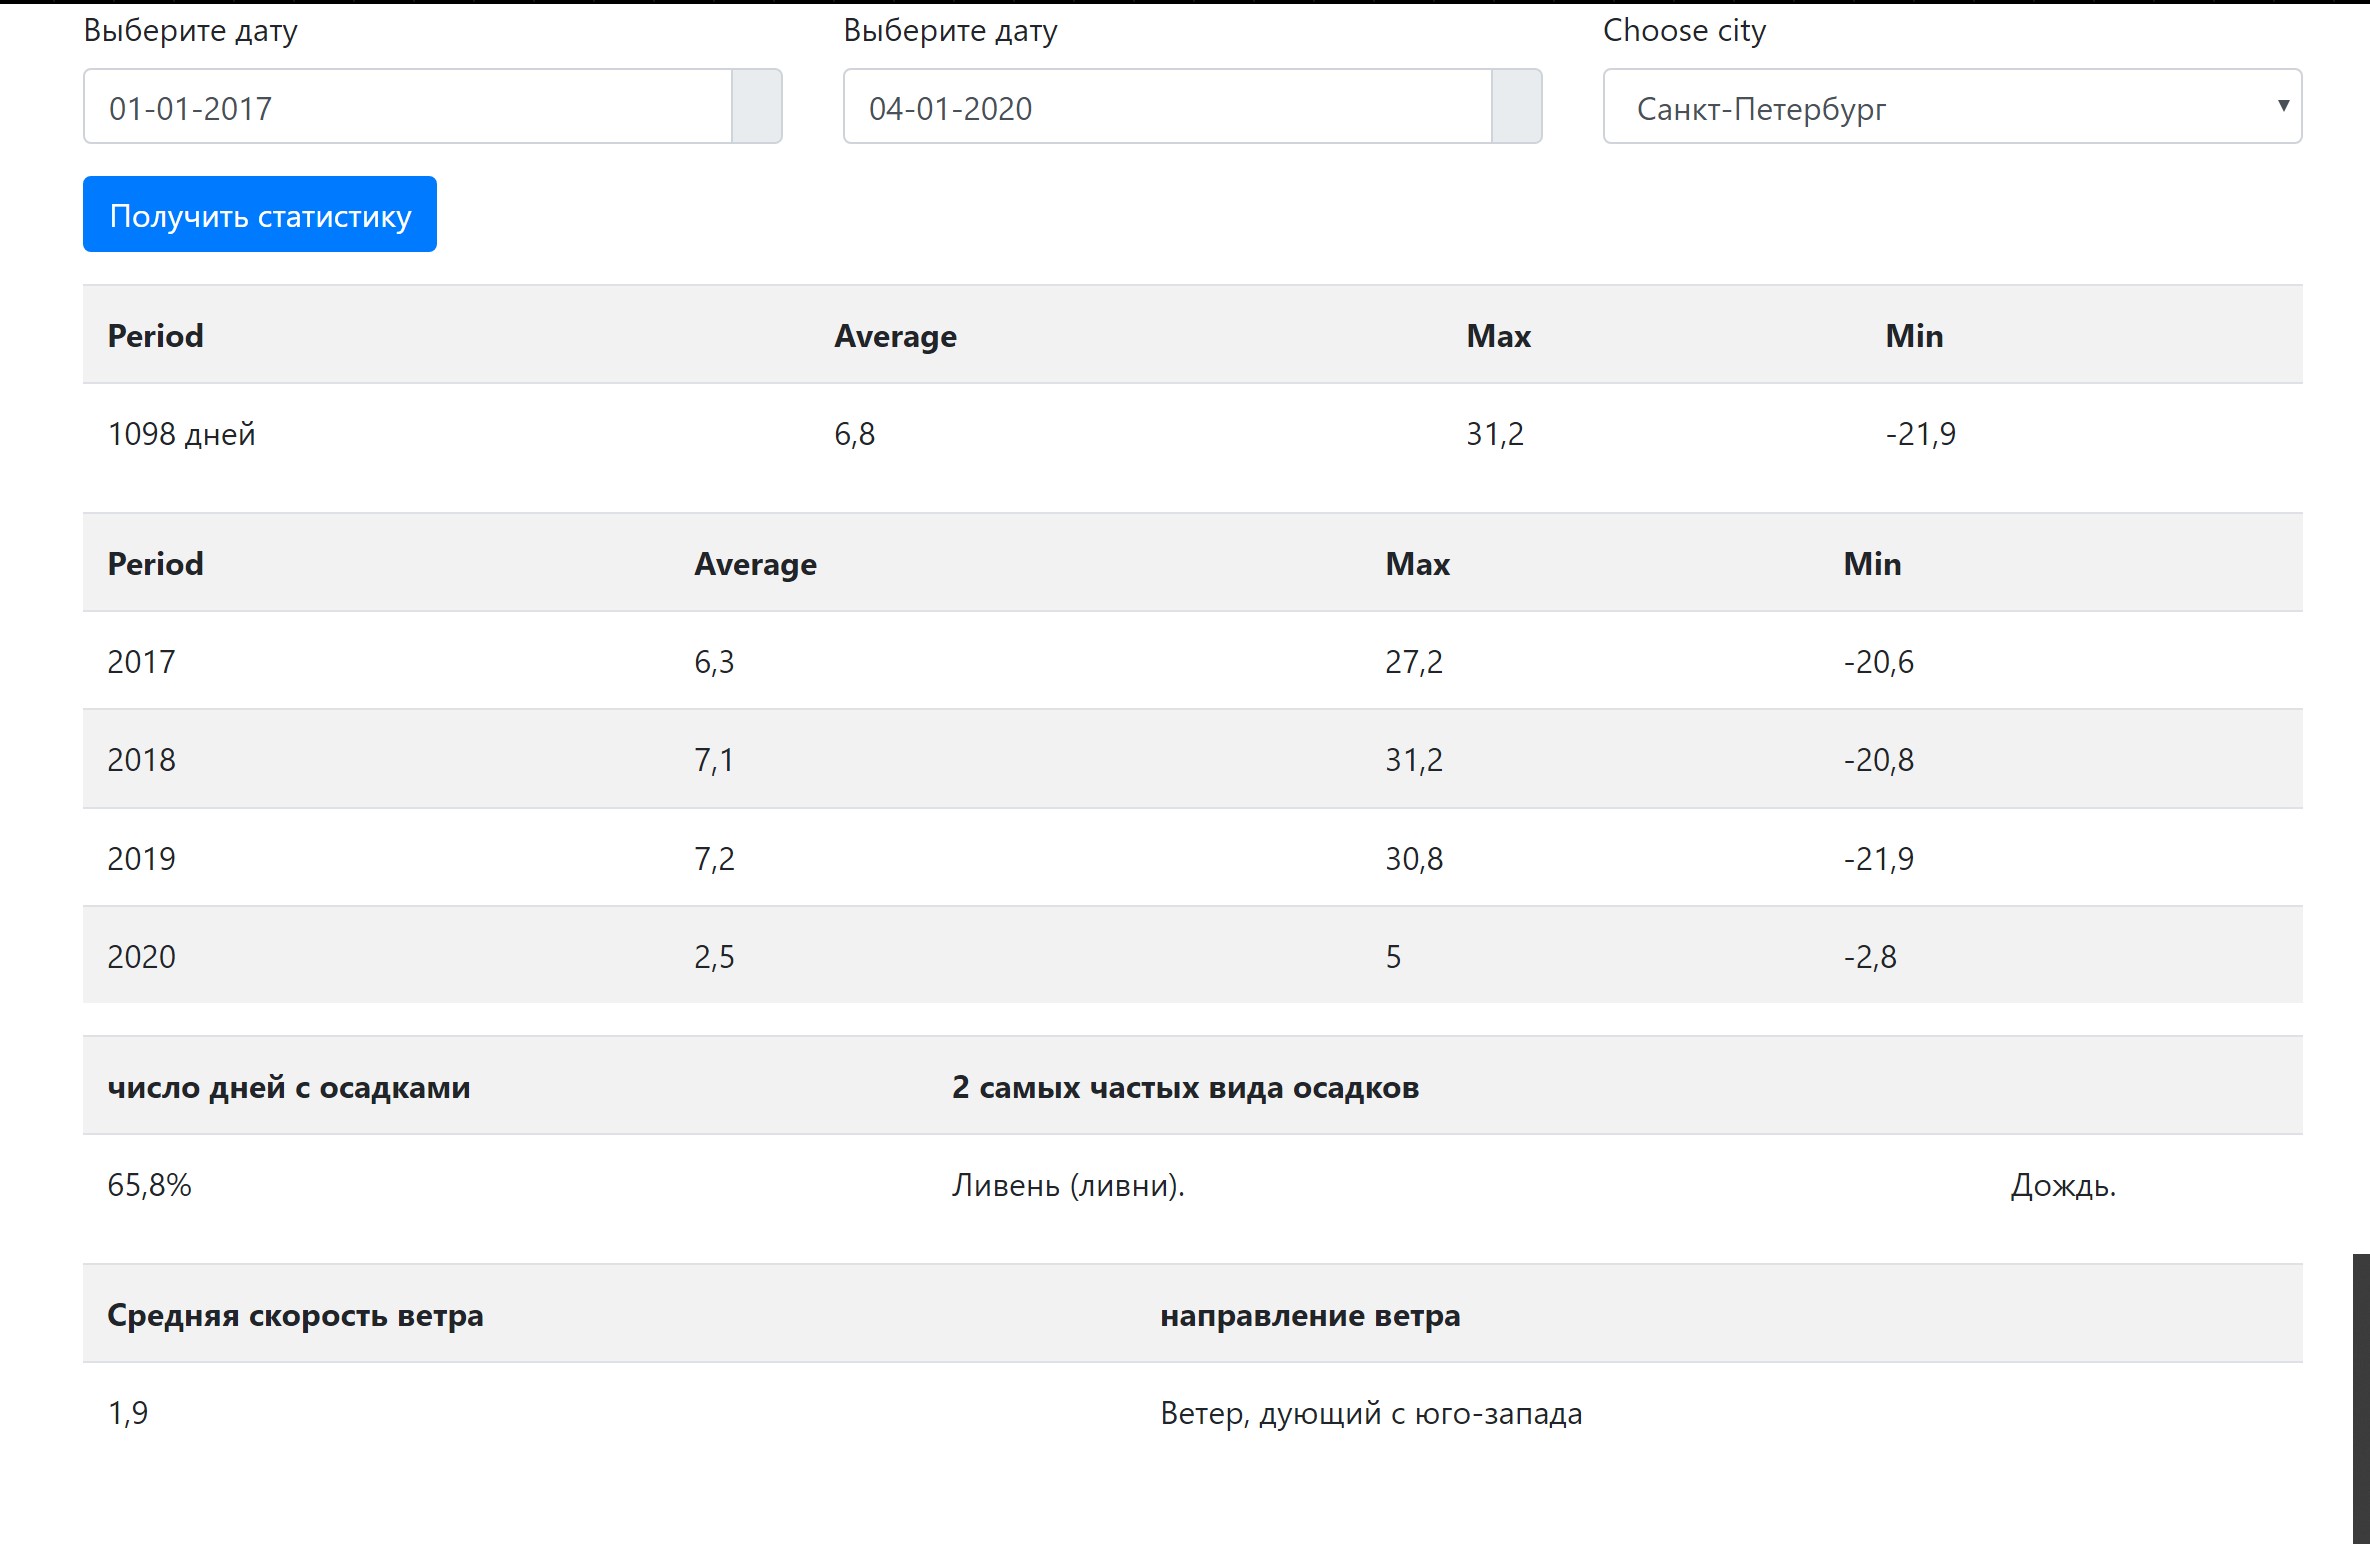 Выберите дату Выберите дату Choose city
01-01-2017 04-01-2020 Санкт-Петербург
Получить статистику
Period Average Max Min
1098 дней 6,8 31,2 -21,9
Period Average Max Min
2017 6,3 27,2 -20,6
2018 7,1 31,2 -20,8
2019 7,2 30,8 -21,9
2020 2,5 5 -2,8
число дней с осадками 2 самых частых вида осадков
65,8% Ливень (ливни). Дождь.
Средняя скорость ветра направление ветра
1,9 Ветер, дующий с юго-запада